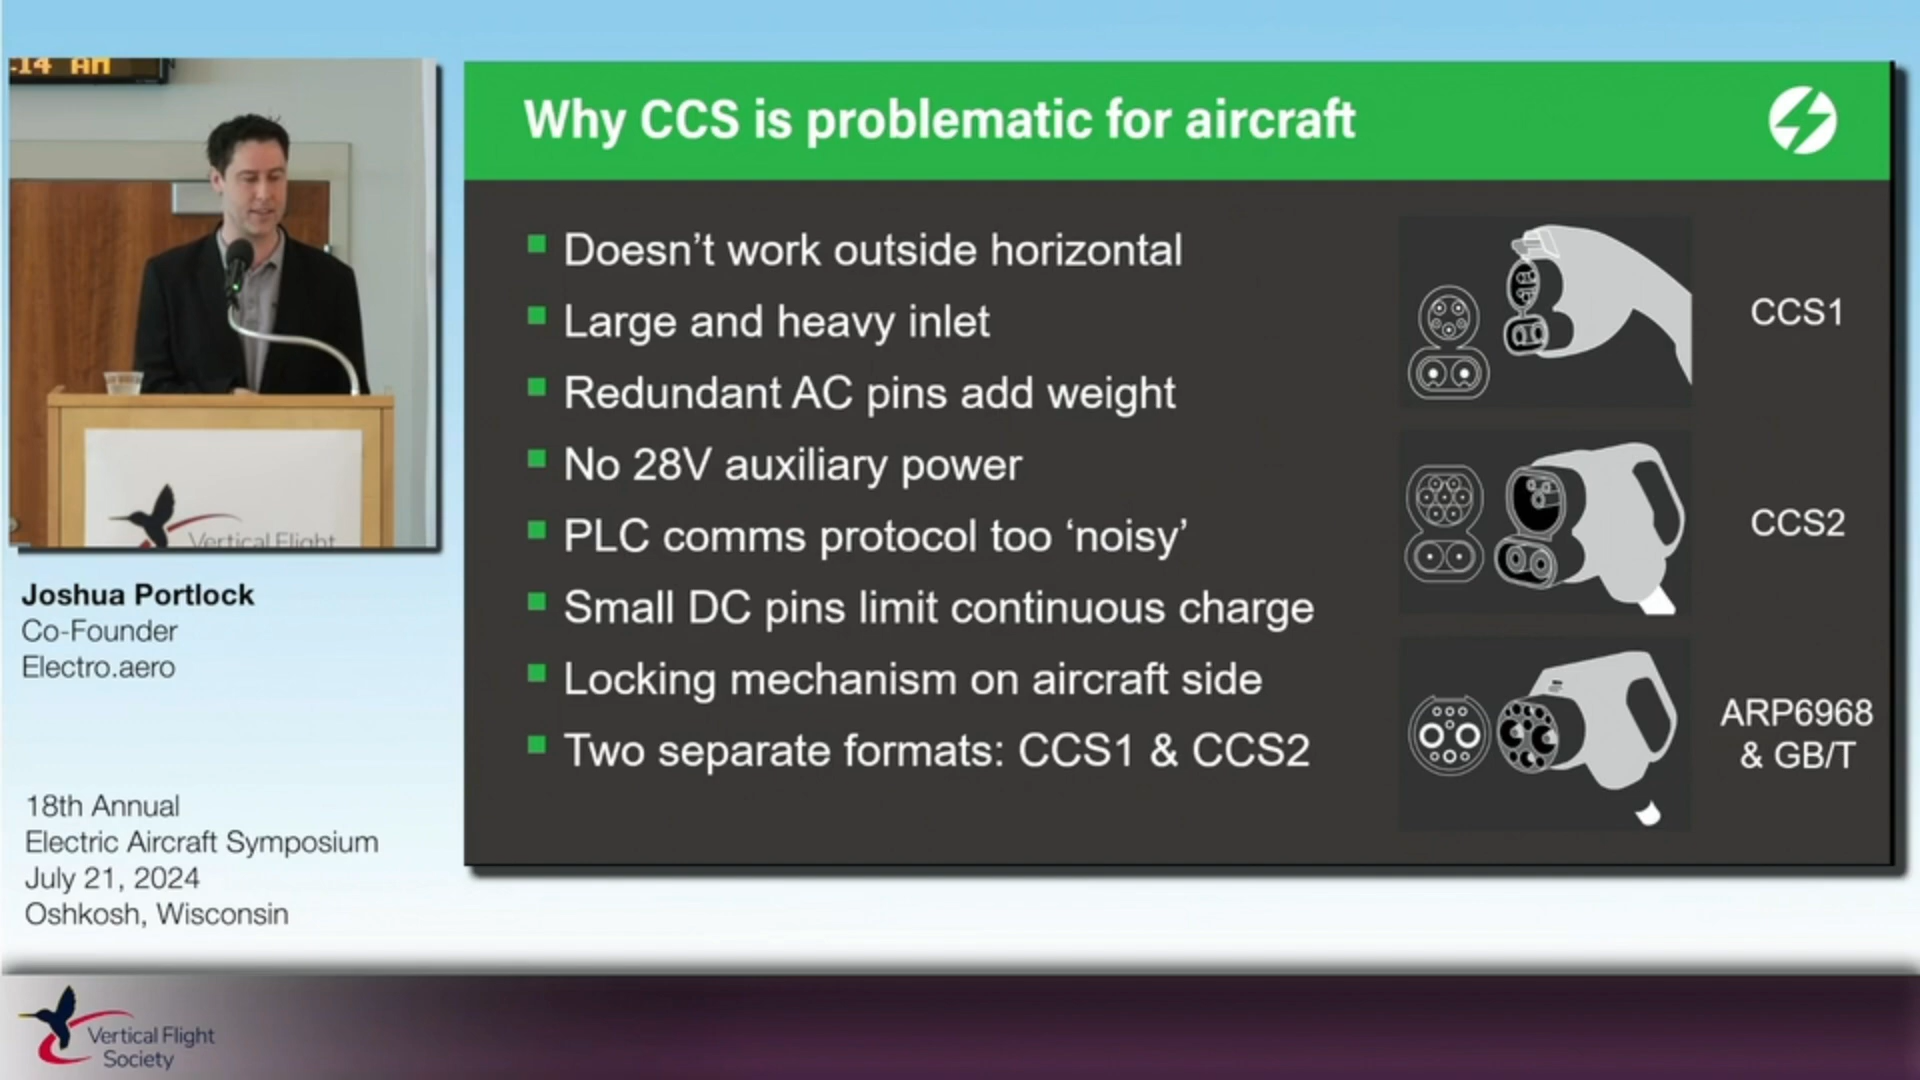 :14 AM
Vertical Flight
Why CCS is problematic for aircraft
Doesn't work outside horizontal
Large and heavy inlet
Redundant AC pins add weight
No 28V auxiliary power
PLC comms protocol too ‘noisy’
Small DC pins limit continuous charge
Locking mechanism on aircraft side
Two separate formats: CCS1 & CCS2
CCS1
CCS2
ARP6968
& GB/T
Joshua Portlock
Co-Founder
Electro.aero
18th Annual
Electric Aircraft Symposium
July 21, 2024
Oshkosh, Wisconsin
Vertical Flight
Society